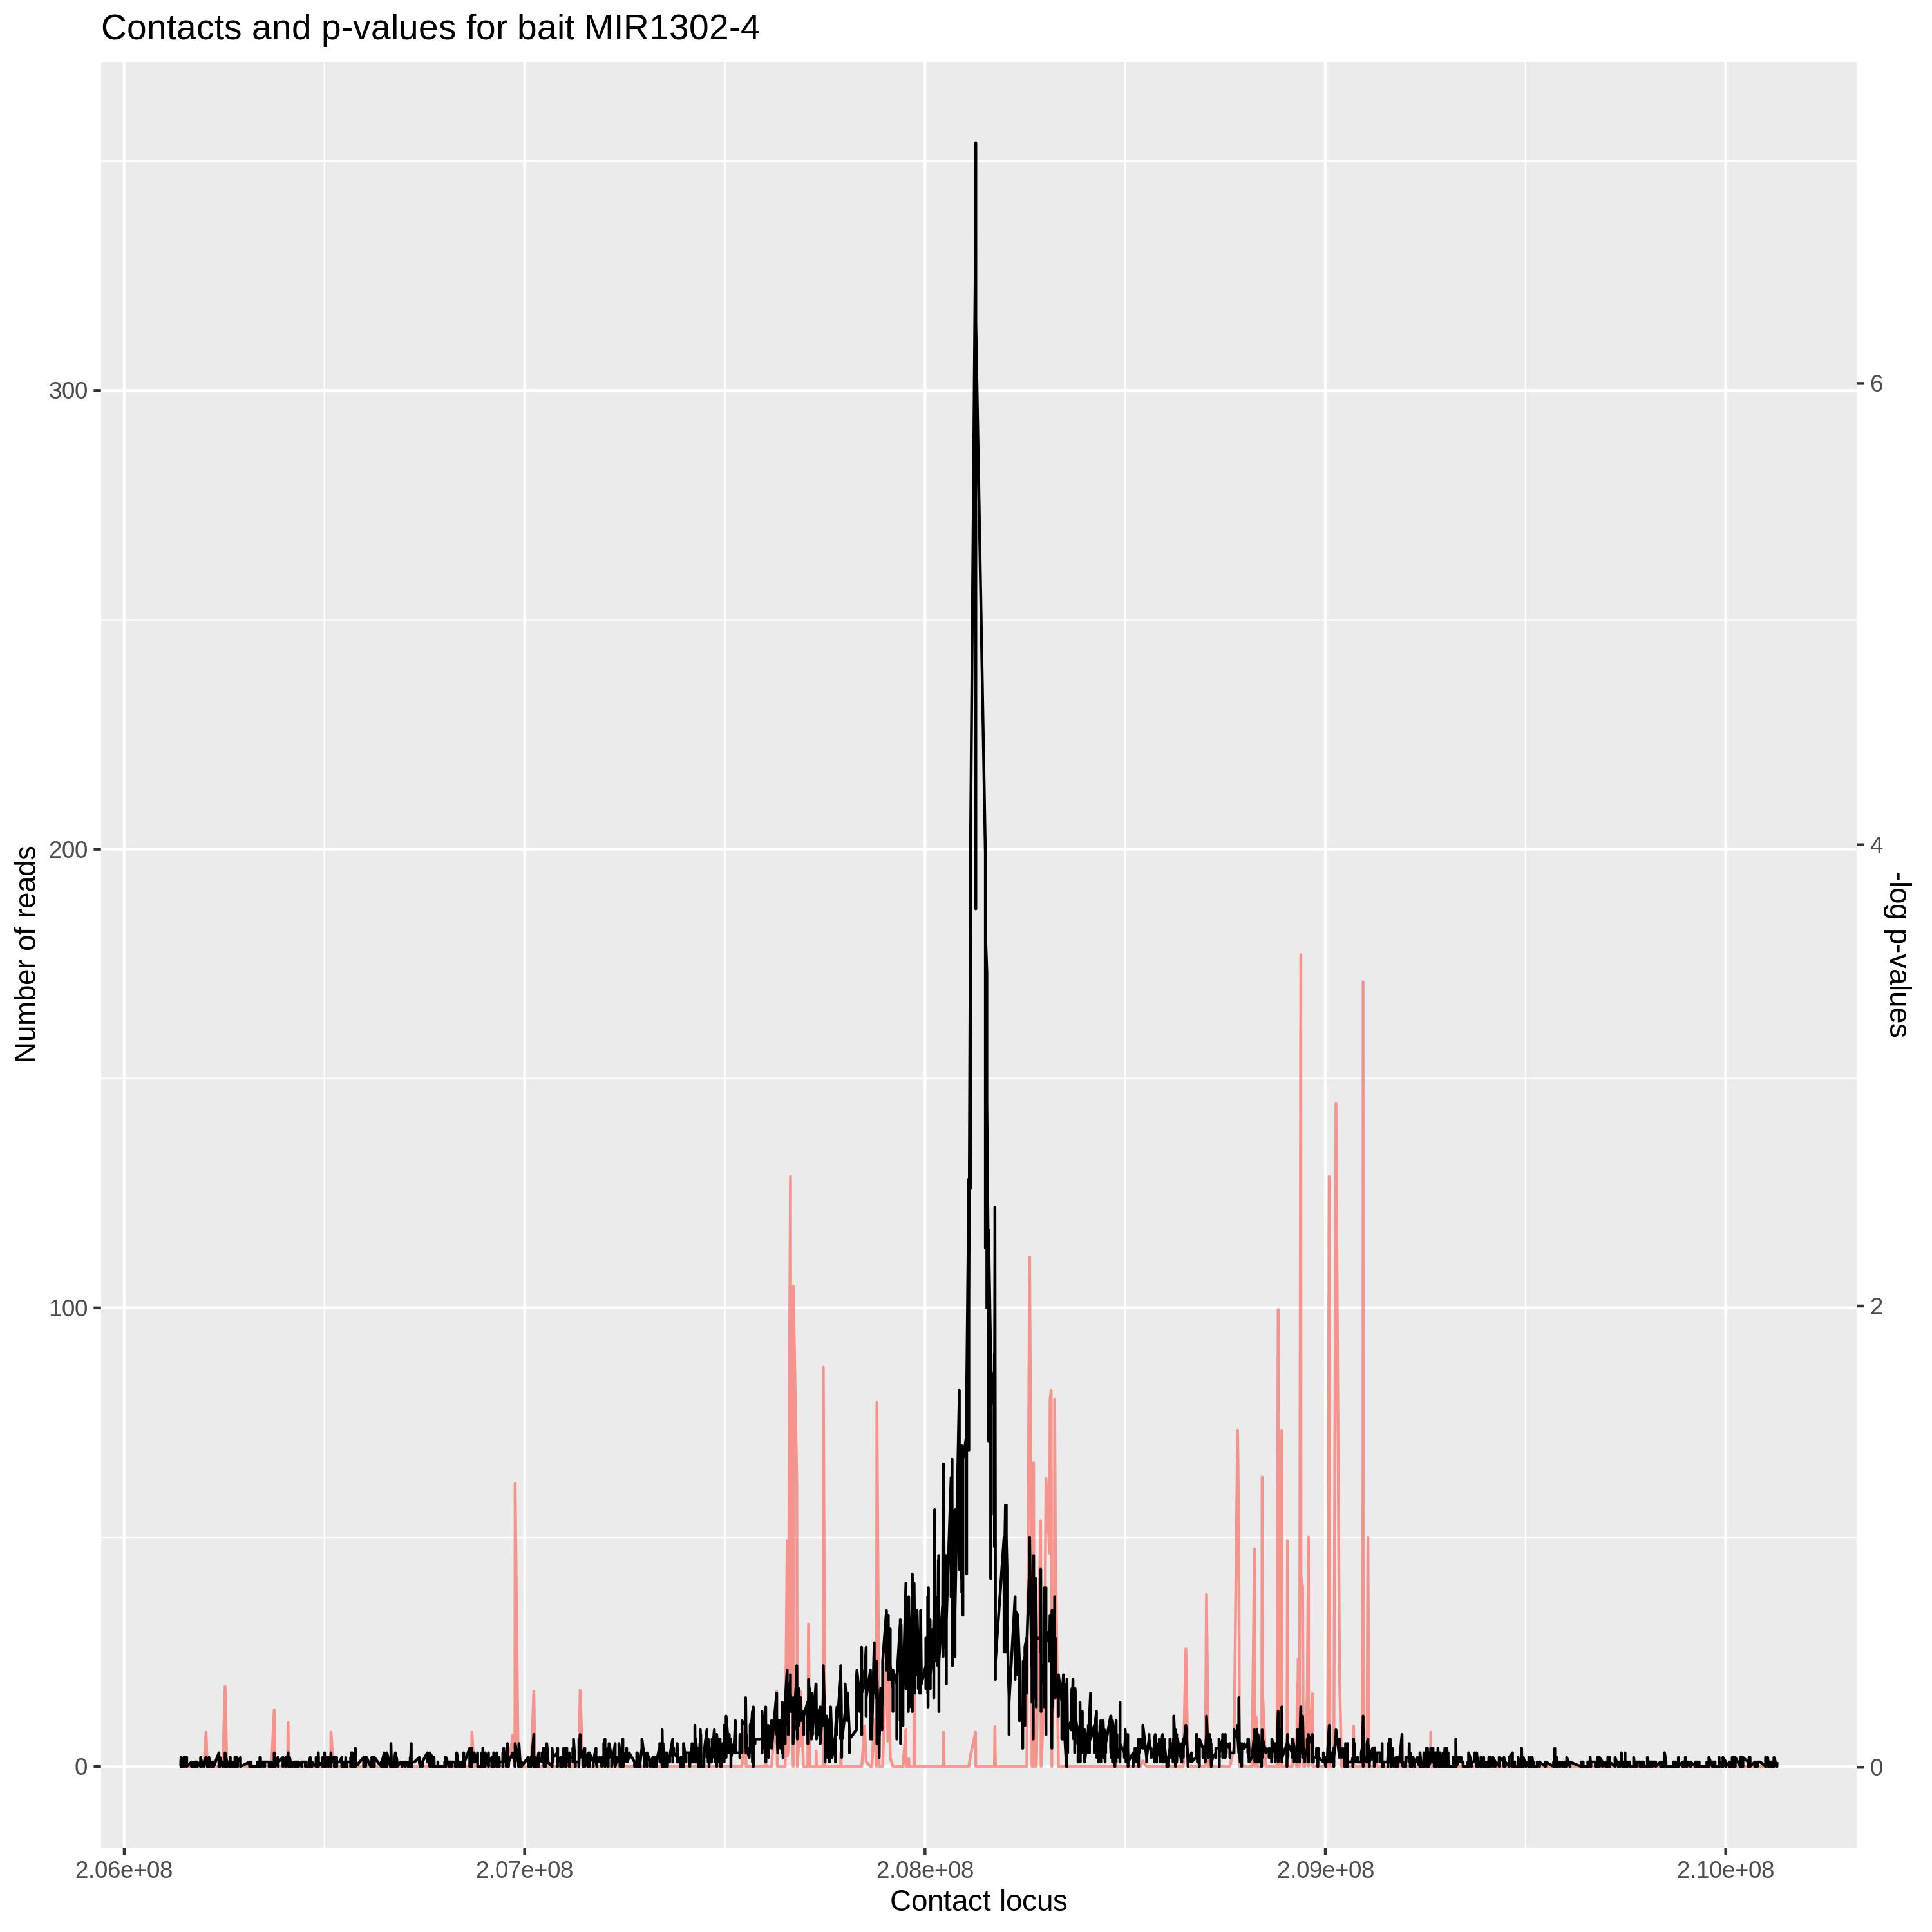 Contacts and p-values for bait MIR1302-4
300
200
100
0
6
4
2
0
Number of reads
-log p-values
2.06e+08
2.07e+08
2.08e+08
2.09e+08
2.10e+08
Contact locus